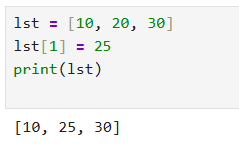 lst = [10, 20, 30]
lst[1] = 25
print(lst)
[10, 25, 30]